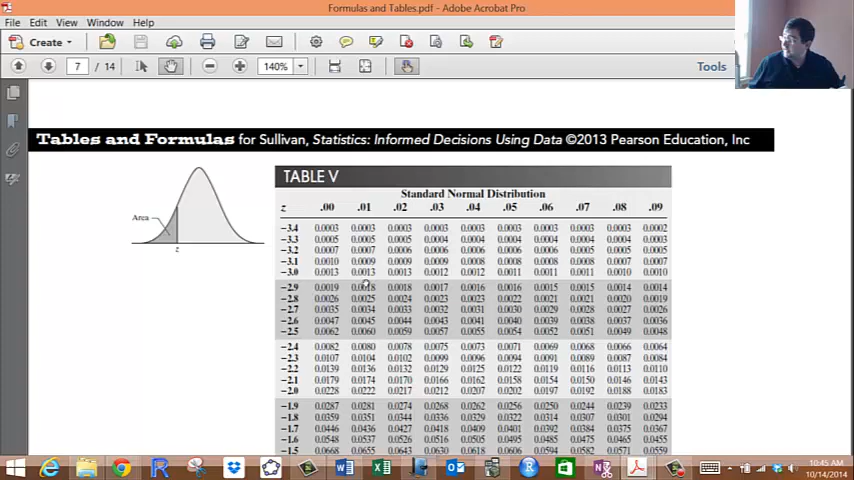 Formulas and Tables.pdf - Adobe Acrobat Pro
File Edit View Window Help
Create
7 / 14 140% Tools
Tables and Formulas for Sullivan, Statistics: Informed Decisions Using Data ©2013 Pearson Education, Inc
TABLE V
Standard Normal Distribution
z .00 .01 .02 .03 .04 .05 .06 .07 .08 .09
Area
z
−3.4 0.0003 0.0003 0.0003 0.0003 0.0003 0.0003 0.0003 0.0003 0.0003 0.0002
−3.3 0.0005 0.0005 0.0005 0.0004 0.0004 0.0004 0.0004 0.0004 0.0004 0.0003
−3.2 0.0007 0.0007 0.0006 0.0006 0.0006 0.0006 0.0006 0.0005 0.0005 0.0005
−3.1 0.0010 0.0009 0.0009 0.0009 0.0008 0.0008 0.0008 0.0008 0.0007 0.0007
−3.0 0.0013 0.0013 0.0013 0.0012 0.0012 0.0011 0.0011 0.0011 0.0010 0.0010
−2.9 0.0019 0.0018 0.0018 0.0017 0.0016 0.0016 0.0015 0.0015 0.0014 0.0014
−2.8 0.0026 0.0025 0.0024 0.0023 0.0023 0.0022 0.0021 0.0021 0.0020 0.0019
−2.7 0.0035 0.0034 0.0033 0.0032 0.0031 0.0030 0.0029 0.0028 0.0027 0.0026
−2.6 0.0047 0.0045 0.0044 0.0043 0.0041 0.0040 0.0039 0.0038 0.0037 0.0036
−2.5 0.0062 0.0060 0.0059 0.0057 0.0055 0.0054 0.0052 0.0051 0.0049 0.0048
−2.4 0.0082 0.0080 0.0078 0.0075 0.0073 0.0071 0.0069 0.0068 0.0066 0.0064
−2.3 0.0107 0.0104 0.0102 0.0099 0.0096 0.0094 0.0091 0.0089 0.0087 0.0084
−2.2 0.0139 0.0136 0.0132 0.0129 0.0125 0.0122 0.0119 0.0116 0.0113 0.0110
−2.1 0.0179 0.0174 0.0170 0.0166 0.0162 0.0158 0.0154 0.0150 0.0146 0.0143
−2.0 0.0228 0.0222 0.0217 0.0212 0.0207 0.0202 0.0197 0.0192 0.0188 0.0183
−1.9 0.0287 0.0281 0.0274 0.0268 0.0262 0.0256 0.0250 0.0244 0.0239 0.0233
−1.8 0.0359 0.0351 0.0344 0.0336 0.0329 0.0322 0.0314 0.0307 0.0301 0.0294
−1.7 0.0446 0.0436 0.0427 0.0418 0.0409 0.0401 0.0392 0.0384 0.0375 0.0367
−1.6 0.0548 0.0537 0.0526 0.0516 0.0505 0.0495 0.0485 0.0475 0.0465 0.0455
−1.5 0.0668 0.0655 0.0643 0.0630 0.0618 0.0606 0.0594 0.0582 0.0571 0.0559
10:45 AM
10/14/2014